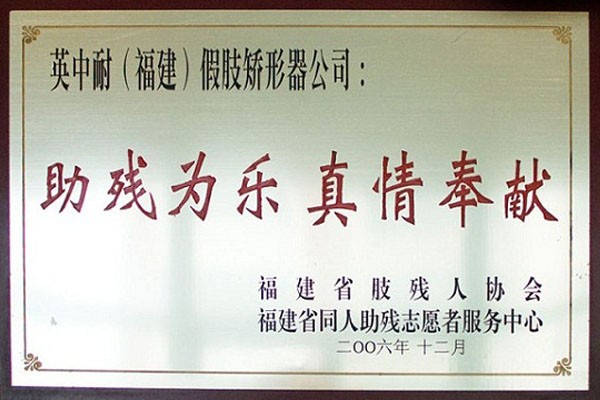 英中耐（福建）假肢矫形器公司：
助残为乐 真情奉献
福建省肢残人协会
福建省同人助残志愿者服务中心
二OO六年 十二月